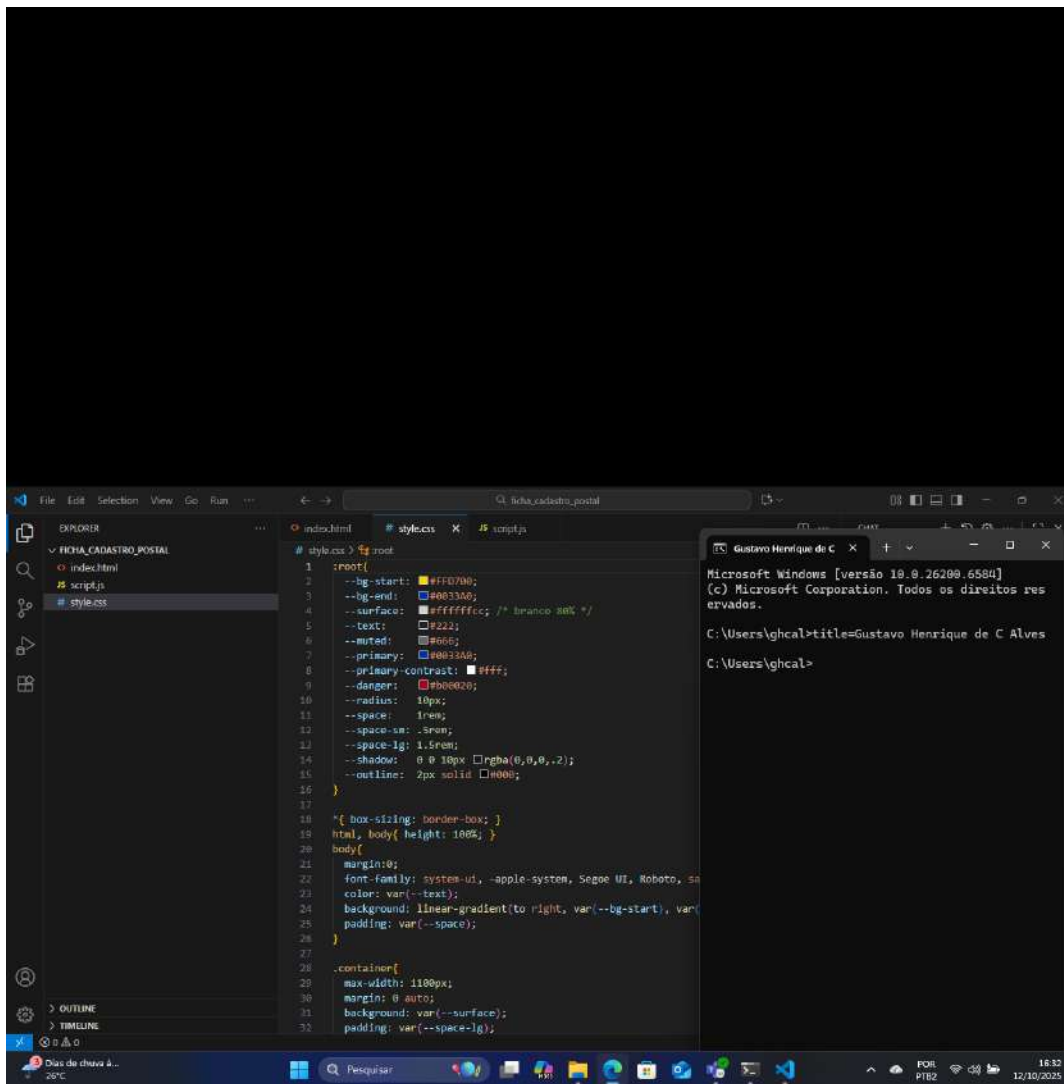 File Edit Selection View Go Run ...
ficha_cadastro_postal
EXPLORER
FICHA_CADASTRO_POSTAL
index.html
script.js
style.css
OUTLINE
TIMELINE
index.html
style.css
script.js
CHAT
style.css > :root
1 :root{
2 --bg-start: #FFD700;
3 --bg-end: #0033A0;
4 --surface: #ffffffcc; /* branco 80% */
5 --text: #222;
6 --muted: #666;
7 --primary: #0033A0;
8 --primary-contrast: #fff;
9 --danger: #b00020;
10 --radius: 10px;
11 --space: 1rem;
12 --space-sm: .5rem;
13 --space-lg: 1.5rem;
14 --shadow: 0 0 10px rgba(0,0,0,.2);
15 --outline: 2px solid #000;
16 }
17
18 *{ box-sizing: border-box; }
19 html, body{ height: 100%; }
20 body{
21 margin:0;
22 font-family: system-ui, -apple-system, Segoe UI, Roboto, sa
23 color: var(--text);
24 background: linear-gradient(to right, var(--bg-start), var(
25 padding: var(--space);
26 }
27
28 .container{
29 max-width: 1100px;
30 margin: 0 auto;
31 background: var(--surface);
32 padding: var(--space-lg);
Gustavo Henrique de C
Microsoft Windows [versão 10.0.26200.6584]
(c) Microsoft Corporation. Todos os direitos res
ervados.
C:\Users\ghcal>title=Gustavo Henrique de C Alves
C:\Users\ghcal>
0 0
3
Dias de chuva à...
26°C
Pesquisar
POR
PTB2
16:32
12/10/2025